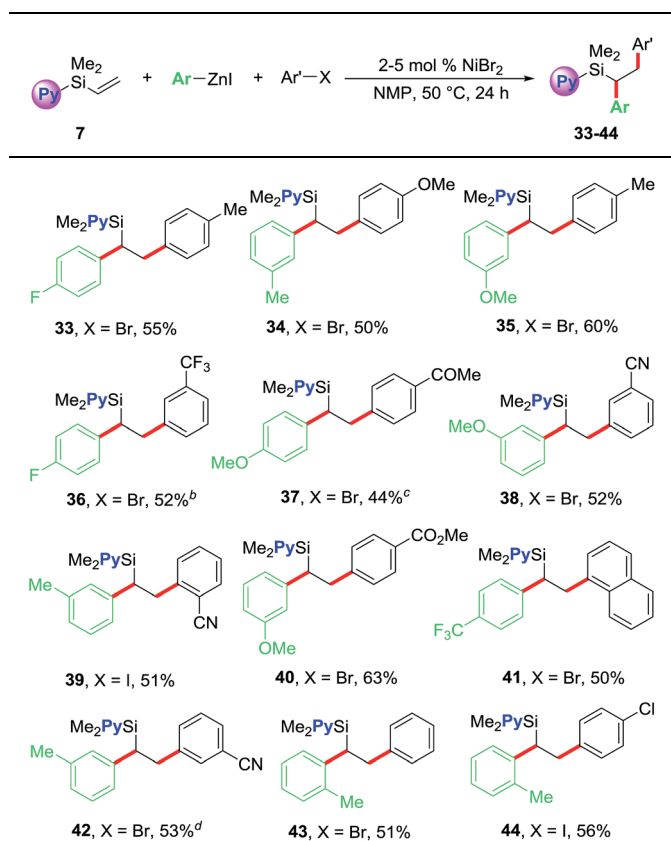 Me2
Py Si + Ar–ZnI + Ar'–X
2-5 mol % NiBr2
NMP, 50 °C, 24 h
Me2 Ar'
Py Si
Ar
7 33-44
Me2PySi Me
F
33, X = Br, 55%
Me2PySi OMe
Me
34, X = Br, 50%
Me2PySi Me
OMe
35, X = Br, 60%
CF3
Me2PySi
F
36, X = Br, 52%b
Me2PySi COMe
MeO
37, X = Br, 44%c
CN
Me2PySi
MeO
38, X = Br, 52%
Me2PySi
Me
CN
39, X = I, 51%
Me2PySi CO2Me
OMe
40, X = Br, 63%
Me2PySi
F3C
41, X = Br, 50%
Me2PySi
Me
CN
42, X = Br, 53%d
Me2PySi
Me
43, X = Br, 51%
Me2PySi Cl
Me
44, X = I, 56%